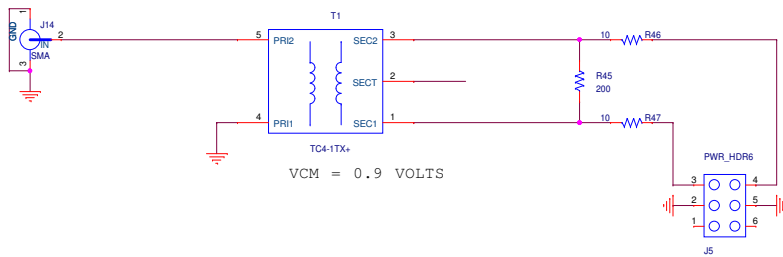 T1
GND
1
J14
2
IN
SMA
3
5
PRI2
SEC2
3
10
R46
SECT
2
R45
200
4
PRI1
SEC1
1
10
R47
TC4-1TX+
VCM = 0.9 VOLTS
PWR_HDR6
3
4
2
5
1
6
J5